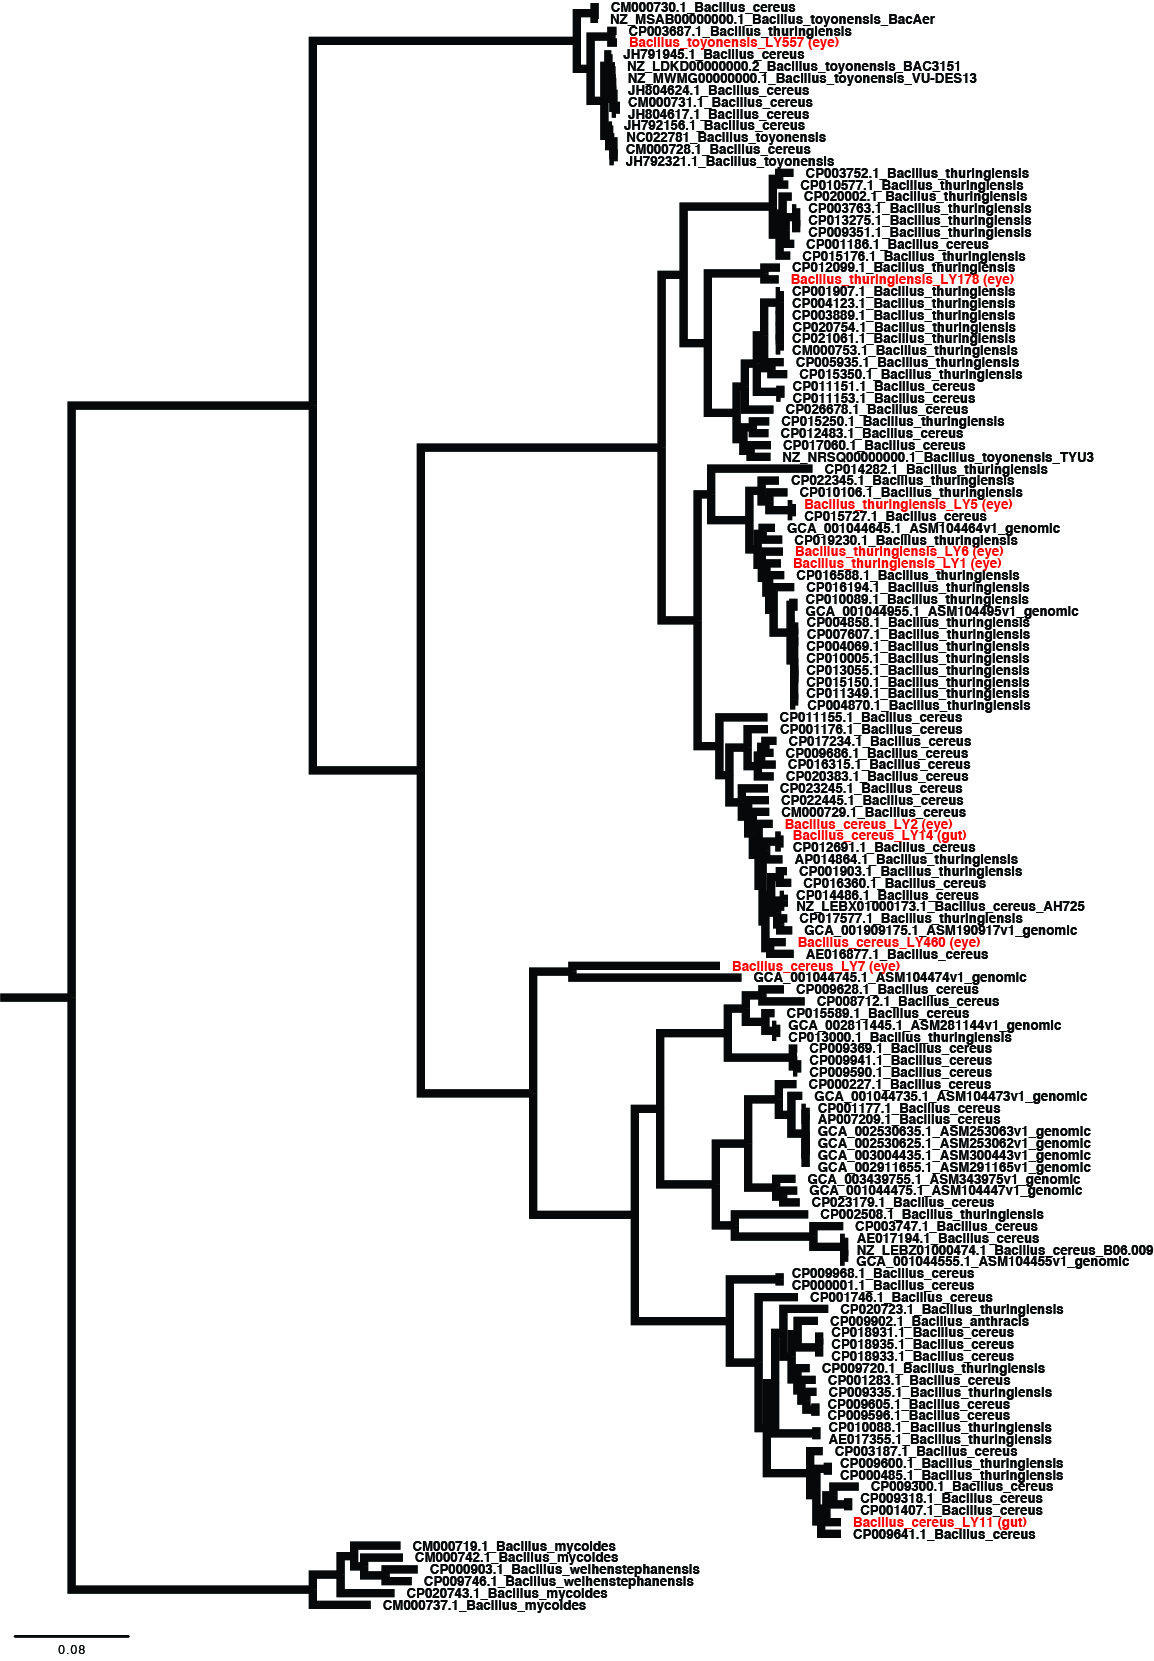 CM000730.1_Bacillus_cereus
NZ_MSAB00000000.1_Bacillus_toyonensis_BacAer
CP003687.1_Bacillus_thuringiensis
Bacillus_toyonensis_LY557 (eye)
JH791945.1_Bacillus_cereus
NZ_LDKD00000000.2_Bacillus_toyonensis_BAC3151
NZ_MWMG00000000.1_Bacillus_toyonensis_VU-DES13
JH804624.1_Bacillus_cereus
CM000731.1_Bacillus_cereus
JH804617.1_Bacillus_cereus
JH792156.1_Bacillus_cereus
NC022781_Bacillus_toyonensis
CM000728.1_Bacillus_cereus
JH792321.1_Bacillus_toyonensis
CP003752.1_Bacillus_thuringiensis
CP010577.1_Bacillus_thuringiensis
CP020002.1_Bacillus_thuringiensis
CP003763.1_Bacillus_thuringiensis
CP013275.1_Bacillus_thuringiensis
CP009351.1_Bacillus_thuringiensis
CP001186.1_Bacillus_cereus
CP015176.1_Bacillus_thuringiensis
CP012099.1_Bacillus_thuringiensis
Bacillus_thuringiensis_LY178 (eye)
CP001907.1_Bacillus_thuringiensis
CP004123.1_Bacillus_thuringiensis
CP003889.1_Bacillus_thuringiensis
CP020754.1_Bacillus_thuringiensis
CP021061.1_Bacillus_thuringiensis
CM000753.1_Bacillus_thuringiensis
CP005935.1_Bacillus_thuringiensis
CP015350.1_Bacillus_thuringiensis
CP011151.1_Bacillus_cereus
CP011153.1_Bacillus_cereus
CP026678.1_Bacillus_cereus
CP015250.1_Bacillus_thuringiensis
CP012483.1_Bacillus_cereus
CP017060.1_Bacillus_cereus
NZ_NRSQ00000000.1_Bacillus_toyonensis_TYU3
CP014282.1_Bacillus_thuringiensis
CP022345.1_Bacillus_thuringiensis
CP010106.1_Bacillus_thuringiensis
Bacillus_thuringiensis_LY5 (eye)
CP015727.1_Bacillus_cereus
GCA_001044645.1_ASM104464v1_genomic
CP019230.1_Bacillus_thuringiensis
Bacillus_thuringiensis_LY6 (eye)
Bacillus_thuringiensis_LY1 (eye)
CP016588.1_Bacillus_thuringiensis
CP016194.1_Bacillus_thuringiensis
CP010089.1_Bacillus_thuringiensis
GCA_001044955.1_ASM104495v1_genomic
CP004858.1_Bacillus_thuringiensis
CP007607.1_Bacillus_thuringiensis
CP004069.1_Bacillus_thuringiensis
CP010005.1_Bacillus_thuringiensis
CP013055.1_Bacillus_thuringiensis
CP015150.1_Bacillus_thuringiensis
CP011349.1_Bacillus_thuringiensis
CP004870.1_Bacillus_thuringiensis
CP011155.1_Bacillus_cereus
CP001176.1_Bacillus_cereus
CP017234.1_Bacillus_cereus
CP009686.1_Bacillus_cereus
CP016315.1_Bacillus_cereus
CP020383.1_Bacillus_cereus
CP023245.1_Bacillus_cereus
CP022445.1_Bacillus_cereus
CM000729.1_Bacillus_cereus
Bacillus_cereus_LY2 (eye)
Bacillus_cereus_LY14 (gut)
CP012691.1_Bacillus_cereus
AP014864.1_Bacillus_thuringiensis
CP001903.1_Bacillus_thuringiensis
CP016360.1_Bacillus_cereus
CP014486.1_Bacillus_cereus
NZ_LEBX01000173.1_Bacillus_cereus_AH725
CP017577.1_Bacillus_thuringiensis
GCA_001909175.1_ASM190917v1_genomic
Bacillus_cereus_LY460 (eye)
AE016877.1_Bacillus_cereus
Bacillus_cereus_LY7 (eye)
GCA_001044745.1_ASM104474v1_genomic
CP009628.1_Bacillus_cereus
CP008712.1_Bacillus_cereus
CP015589.1_Bacillus_cereus
GCA_002811445.1_ASM281144v1_genomic
CP013000.1_Bacillus_thuringiensis
CP009369.1_Bacillus_cereus
CP009941.1_Bacillus_cereus
CP009590.1_Bacillus_cereus
CP000227.1_Bacillus_cereus
GCA_001044735.1_ASM104473v1_genomic
CP001177.1_Bacillus_cereus
AP007209.1_Bacillus_cereus
GCA_002530635.1_ASM253063v1_genomic
GCA_002530625.1_ASM253062v1_genomic
GCA_003004435.1_ASM300443v1_genomic
GCA_002911655.1_ASM291165v1_genomic
GCA_003439755.1_ASM343975v1_genomic
GCA_001044475.1_ASM104447v1_genomic
CP023179.1_Bacillus_cereus
CP002508.1_Bacillus_thuringiensis
CP003747.1_Bacillus_cereus
AE017194.1_Bacillus_cereus
NZ_LEBZ01000474.1_Bacillus_cereus_B06.009
GCA_001044555.1_ASM104455v1_genomic
CP009968.1_Bacillus_cereus
CP000001.1_Bacillus_cereus
CP001746.1_Bacillus_cereus
CP020723.1_Bacillus_thuringiensis
CP009902.1_Bacillus_anthracis
CP018931.1_Bacillus_cereus
CP018935.1_Bacillus_cereus
CP018933.1_Bacillus_cereus
CP009720.1_Bacillus_thuringiensis
CP001283.1_Bacillus_cereus
CP009335.1_Bacillus_thuringiensis
CP009605.1_Bacillus_cereus
CP009596.1_Bacillus_cereus
CP010088.1_Bacillus_thuringiensis
AE017355.1_Bacillus_thuringiensis
CP003187.1_Bacillus_cereus
CP009600.1_Bacillus_thuringiensis
CP000485.1_Bacillus_thuringiensis
CP009300.1_Bacillus_cereus
CP009318.1_Bacillus_cereus
CP001407.1_Bacillus_cereus
Bacillus_cereus_LY11 (gut)
CP009641.1_Bacillus_cereus
CM000719.1_Bacillus_mycoides
CM000742.1_Bacillus_mycoides
CP000903.1_Bacillus_weihenstephanensis
CP009746.1_Bacillus_weihenstephanensis
CP020743.1_Bacillus_mycoides
CM000737.1_Bacillus_mycoides
0.08